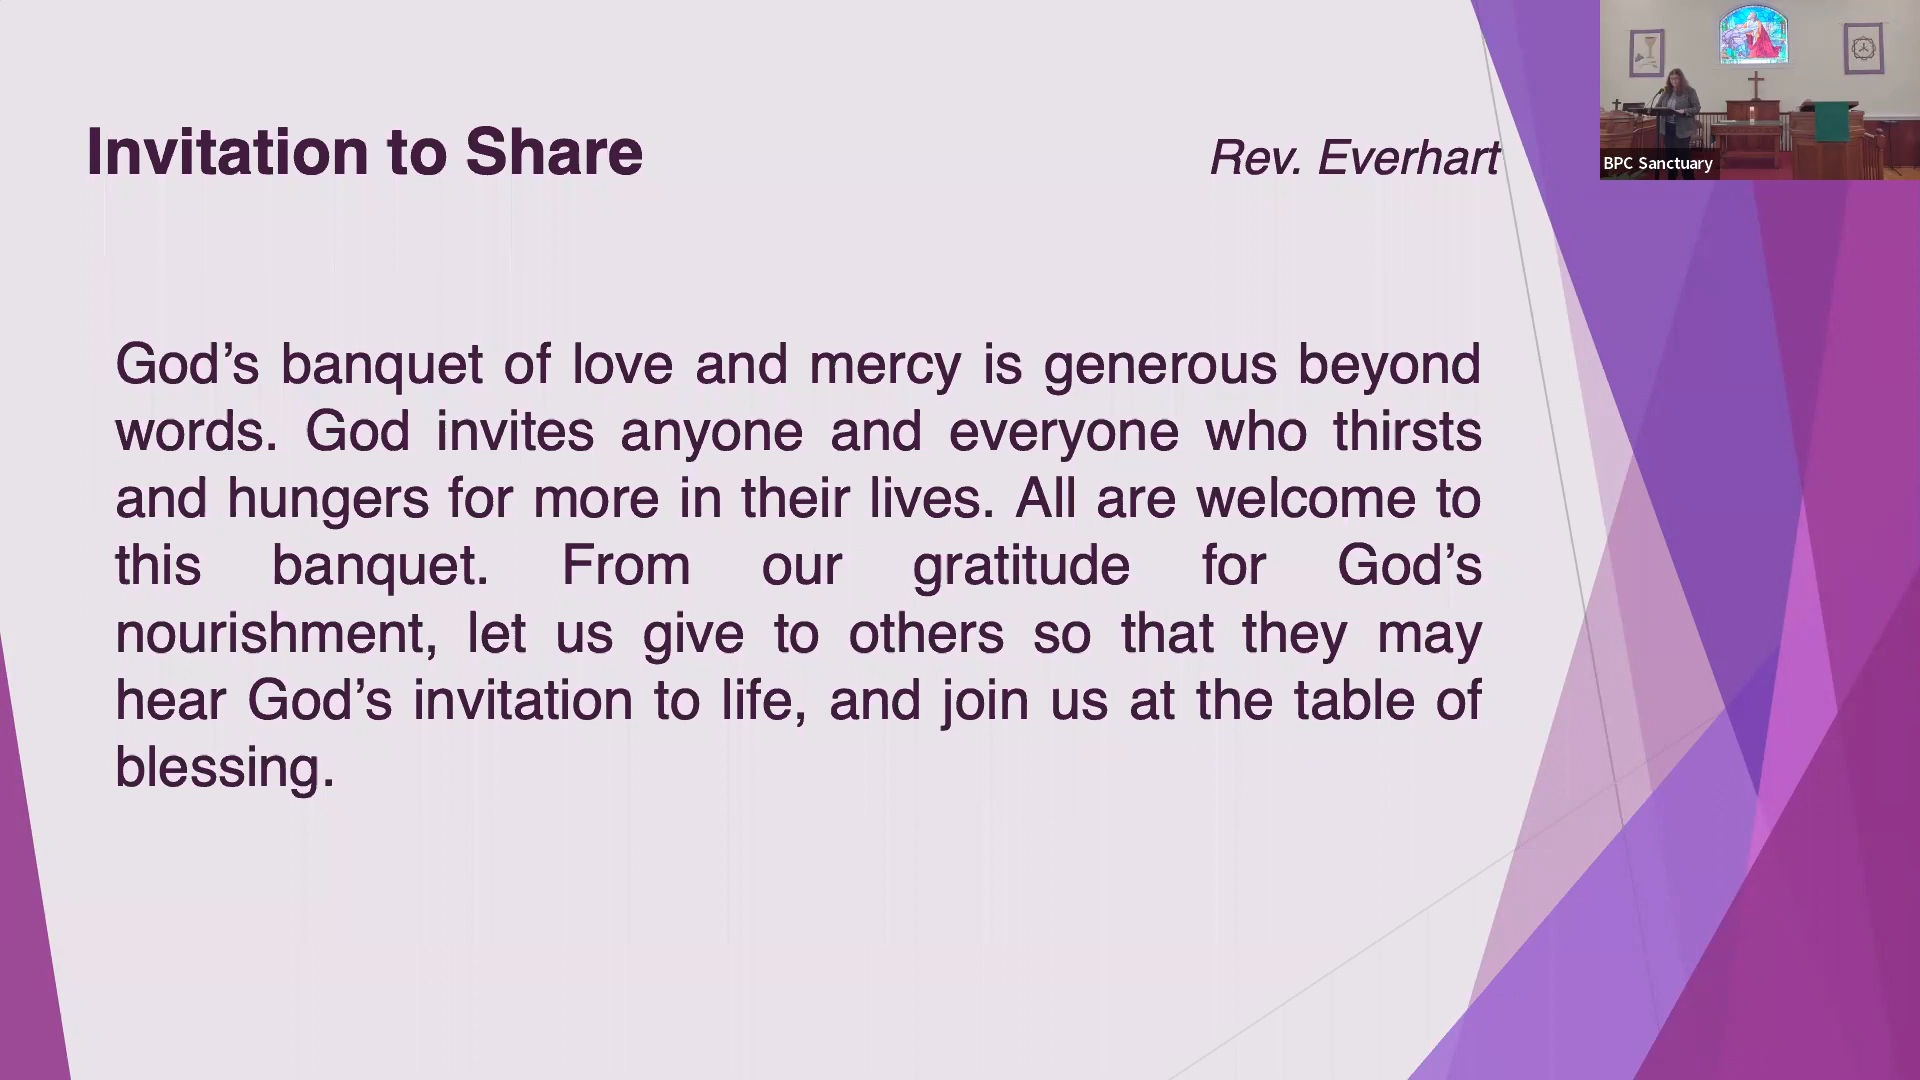 Invitation to Share
Rev. Everhart
BPC Sanctuary
God’s banquet of love and mercy is generous beyond
words. God invites anyone and everyone who thirsts
and hungers for more in their lives. All are welcome to
this banquet. From our gratitude for God’s
nourishment, let us give to others so that they may
hear God’s invitation to life, and join us at the table of
blessing.